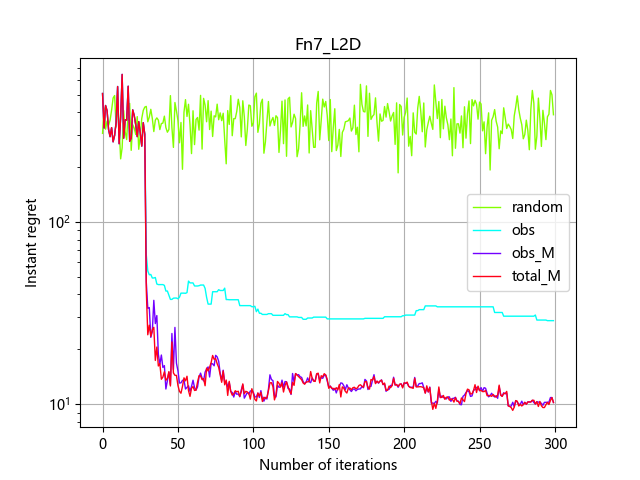 Fn7_L2D
Instant regret
10²
10¹
random
obs
obs_M
total_M
0 50 100 150 200 250 300
Number of iterations